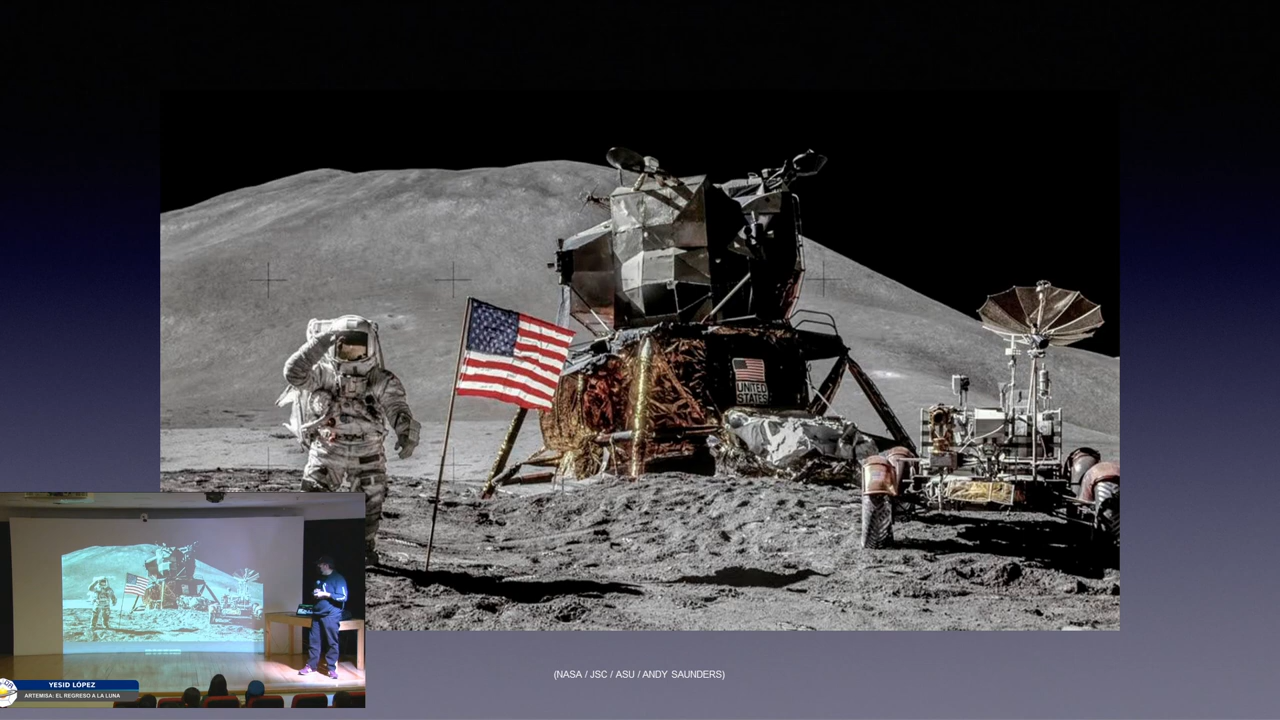 UNITED
STATES
(NASA / JSC / ASU / ANDY SAUNDERS)
YESID LÓPEZ
ARTEMISA: EL REGRESO A LA LUNA